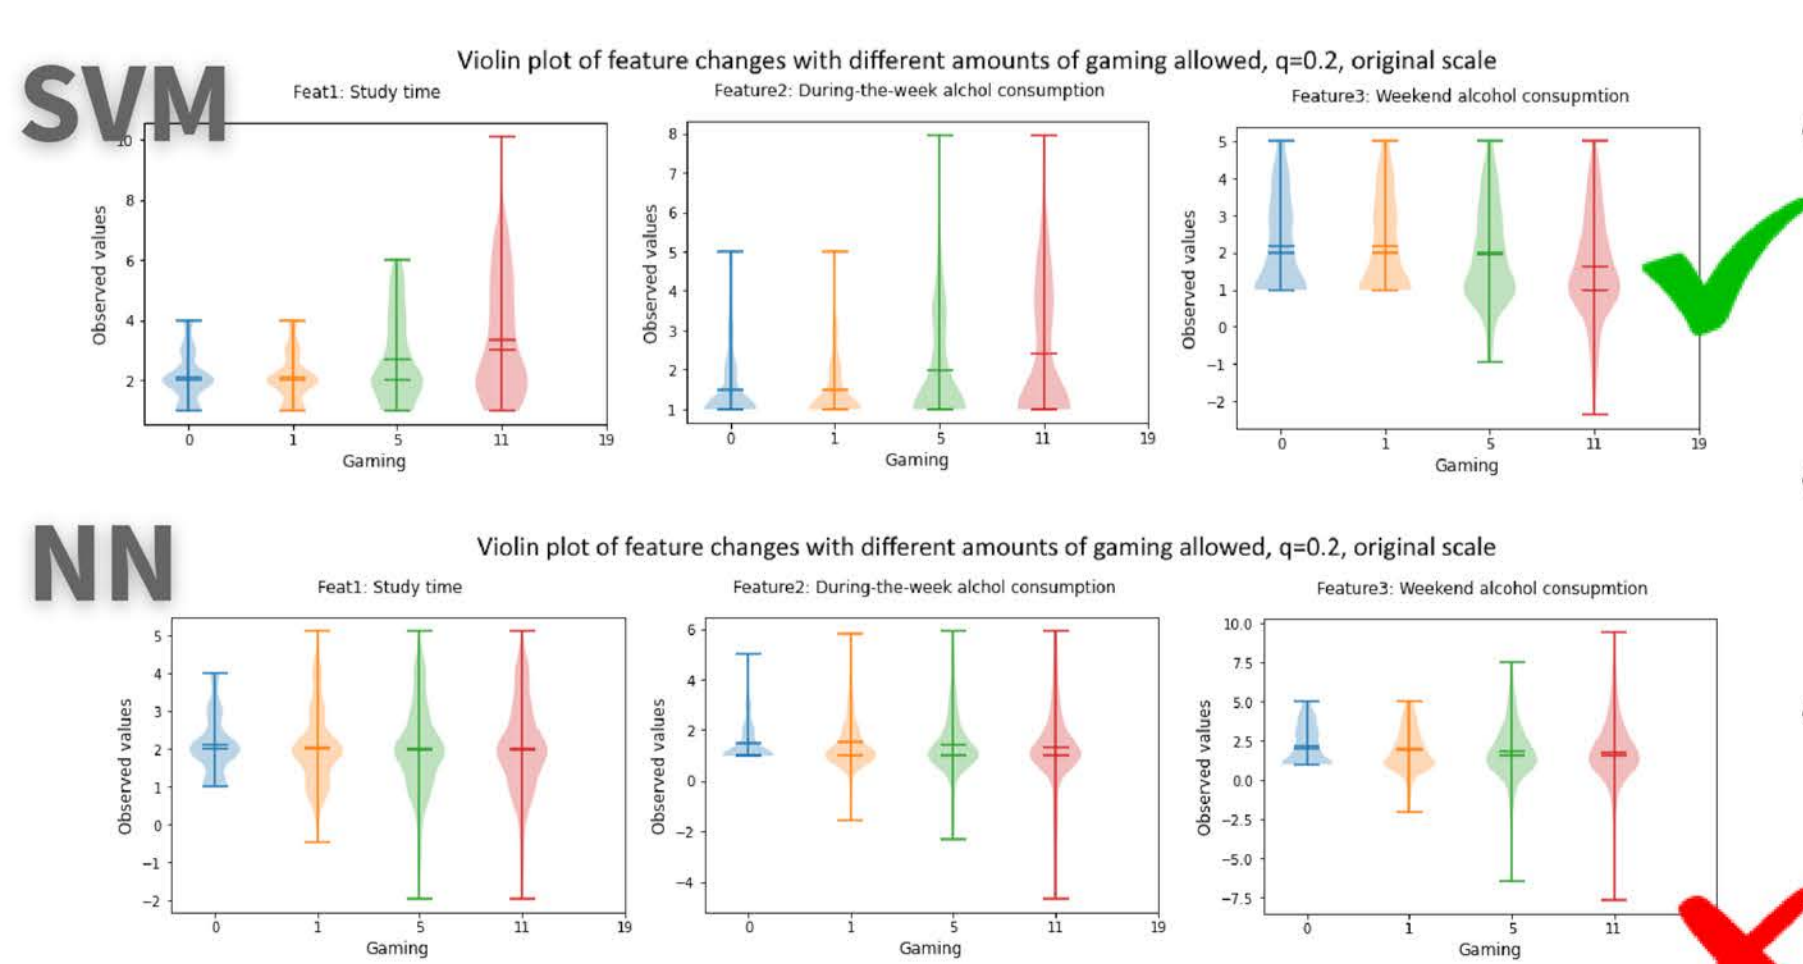 SVM
Violin plot of feature changes with different amounts of gaming allowed, q=0.2, original scale
Feat1: Study time
Feature2: During-the-week alchol consumption
Feature3: Weekend alcohol consupmtion
Observed values
10
8
6
4
2
0 1 5 11 19
Gaming
Observed values
8
7
6
5
4
3
2
1
0 1 5 11 19
Gaming
Observed values
5
4
3
2
1
0
−1
−2
0 1 5 11 19
Gaming
NN
Violin plot of feature changes with different amounts of gaming allowed, q=0.2, original scale
Feat1: Study time
Feature2: During-the-week alchol consumption
Feature3: Weekend alcohol consupmtion
Observed values
5
4
3
2
1
0
−1
−2
0 1 5 11 19
Gaming
Observed values
6
4
2
0
−2
−4
0 1 5 11 19
Gaming
Observed values
10.0
7.5
5.0
2.5
0.0
−2.5
−5.0
−7.5
0 1 5 11
Gaming